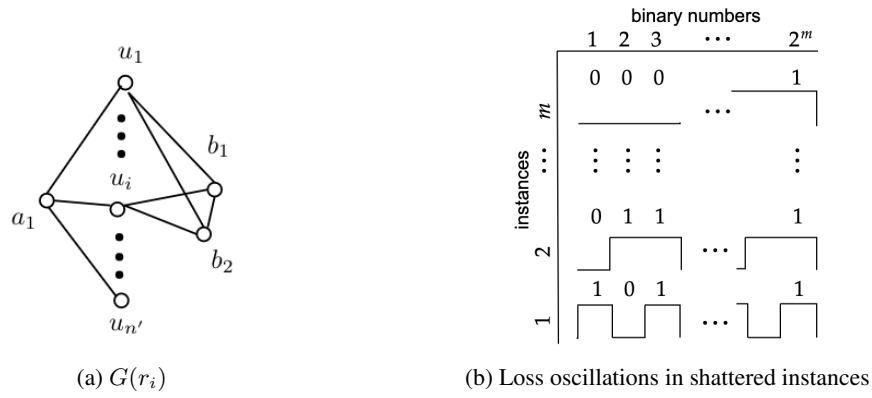 u₁
b₁
uᵢ
a₁
b₂
uₙ′
(a) G(rᵢ)
binary numbers
1 2 3 ⋯ 2ᵐ
instances
m
0 0 0 ⋯ 1
⋮ ⋮ ⋮ ⋮ ⋮
2
0 1 1 ⋯ 1
1
1 0 1 ⋯ 1
(b) Loss oscillations in shattered instances